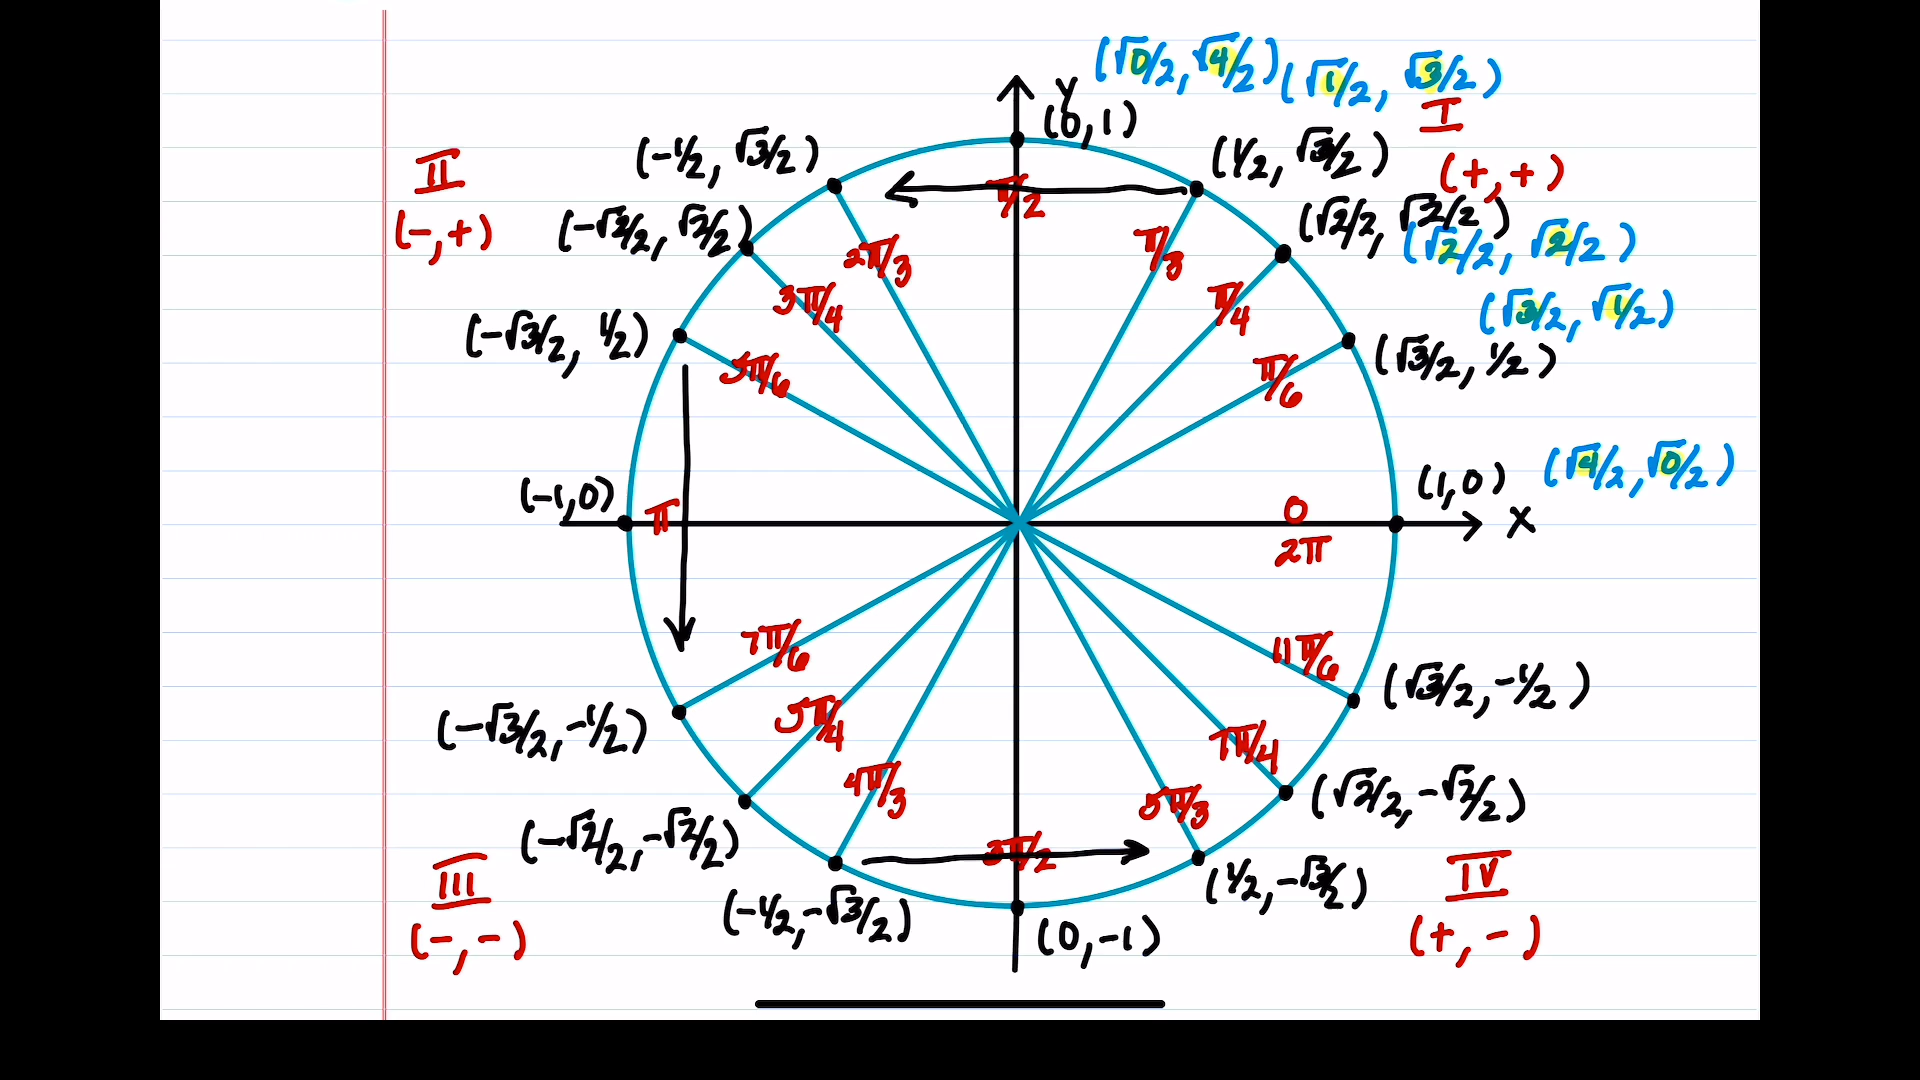 (√0/2, √4/2)
(√1/2, √3/2)
y
(0, 1)
I
(+, +)
(-1/2, √3/2)
(1/2, √3/2)
II
(-, +)
π/2
(-√2/2, √2/2)
(√2/2, √2/2)
(√2/2, √2/2)
2π/3
π/3
3π/4
π/4
(√3/2, √1/2)
(-√3/2, 1/2)
(√3/2, 1/2)
5π/6
π/6
(-1, 0)
(1, 0)
(√4/2, √0/2)
π
0
2π
x
7π/6
11π/6
(√3/2, -1/2)
(-√3/2, -1/2)
5π/4
7π/4
4π/3
5π/3
(√2/2, -√2/2)
(-√2/2, -√2/2)
3π/2
III
(-, -)
(-1/2, -√3/2)
(0, -1)
(1/2, -√3/2)
IV
(+, -)